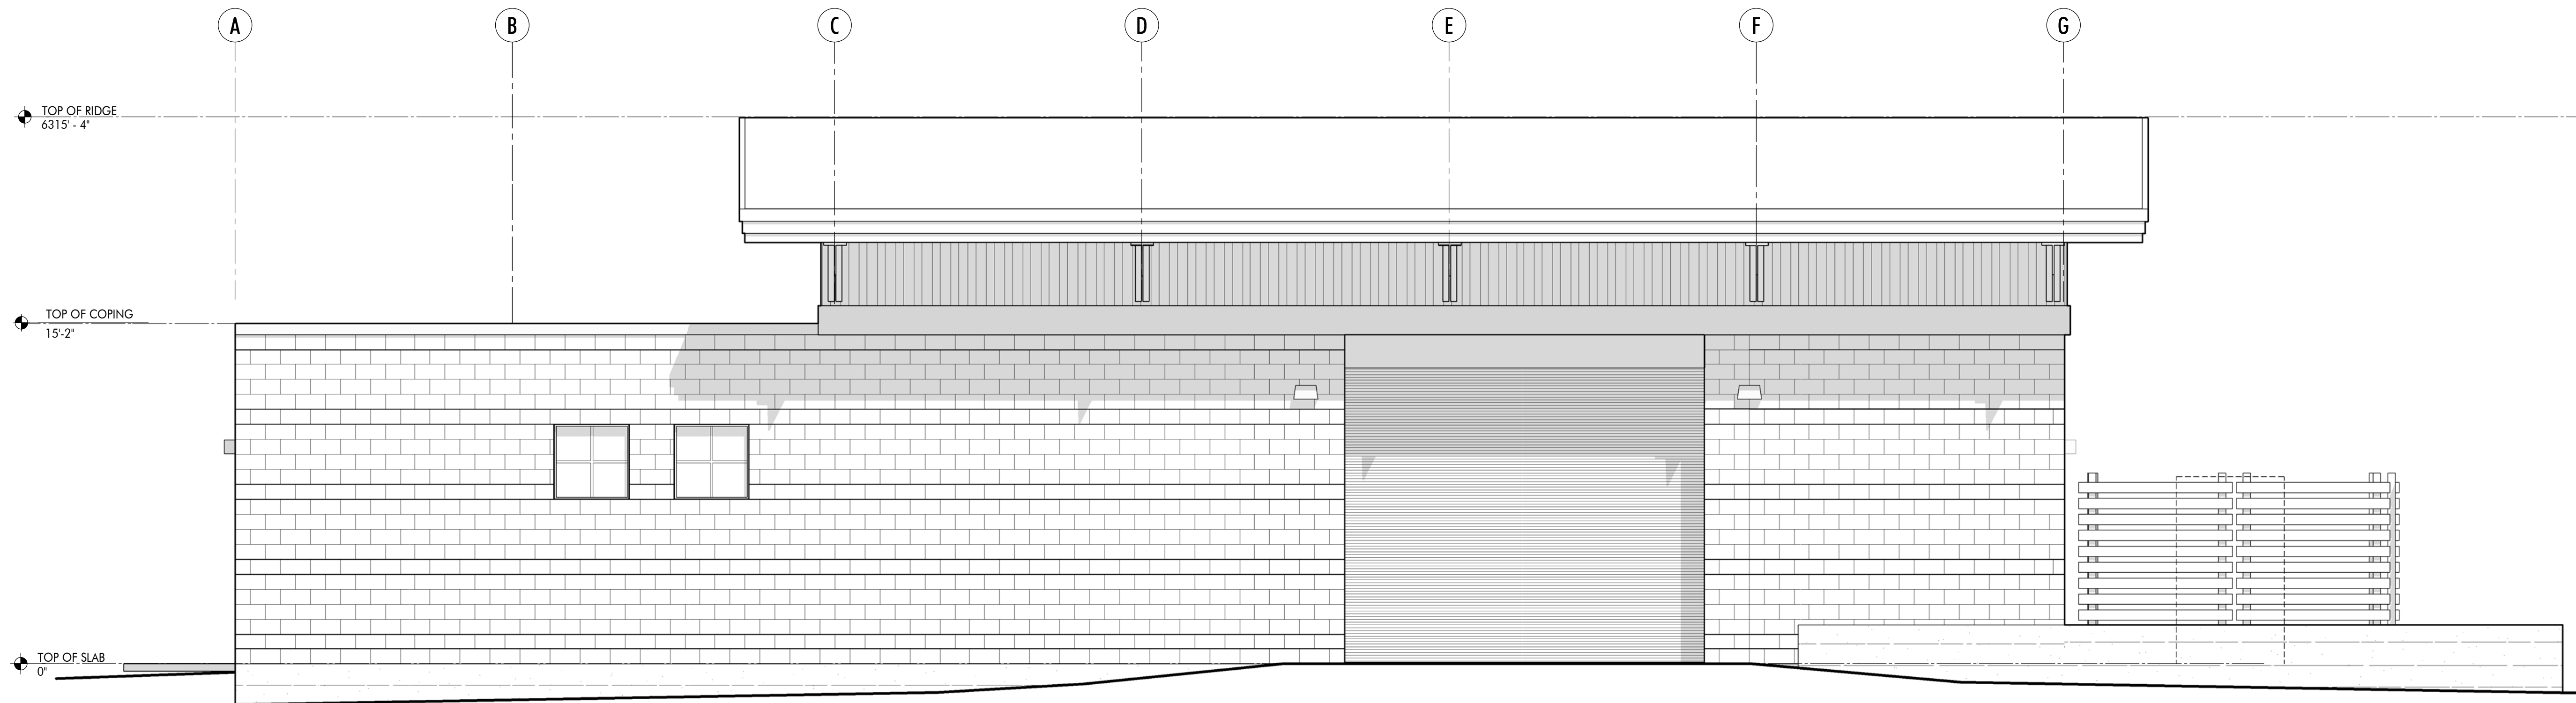 A B C D E F G
TOP OF RIDGE
6315' - 4"
TOP OF COPING
15'-2"
TOP OF SLAB
0"